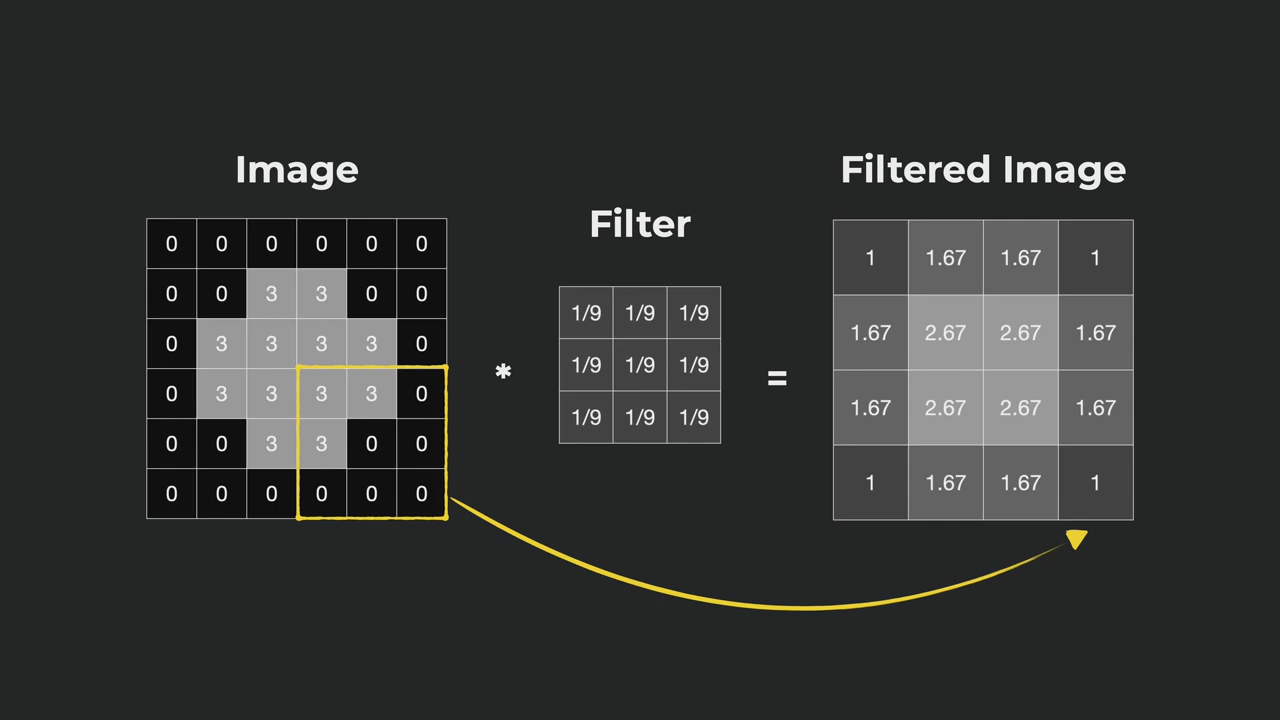 Image
Filter
Filtered Image
0 0 0 0 0 0
0 0 3 3 0 0
0 3 3 3 3 0
0 3 3 3 3 0
0 0 3 3 0 0
0 0 0 0 0 0
*
1/9 1/9 1/9
1/9 1/9 1/9
1/9 1/9 1/9
=
1 1.67 1.67 1
1.67 2.67 2.67 1.67
1.67 2.67 2.67 1.67
1 1.67 1.67 1